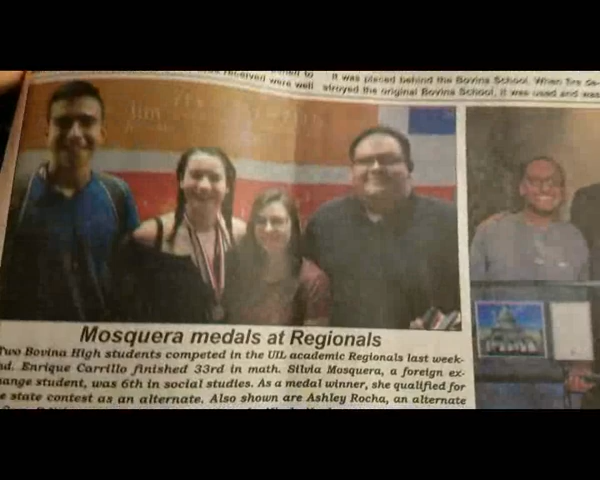 received
were well
It was placed behind the Bovina School. When fire de-
stroyed the original Bovina School, it was used and was
Mosquera medals at Regionals
Two Bovina High students competed in the UIL academic Regionals last week-
nd. Enrique Carrillo finished 33rd in math. Silvia Mosquera, a foreign ex-
ange student, was 6th in social studies. As a medal winner, she qualified for
e state contest as an alternate. Also shown are Ashley Rocha, an alternate